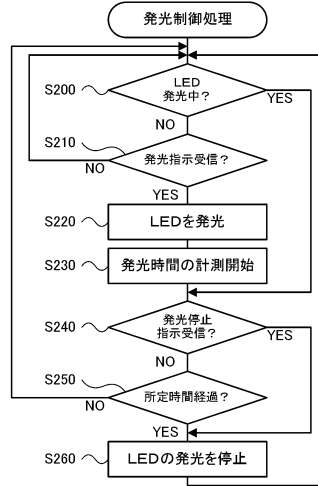 発光制御処理
S200
LED
発光中？
YES
NO
S210
発光指示受信？
NO
YES
S220
LEDを発光
S230
発光時間の計測開始
S240
発光停止
指示受信？
YES
NO
S250
所定時間経過？
NO
YES
S260
LEDの発光を停止